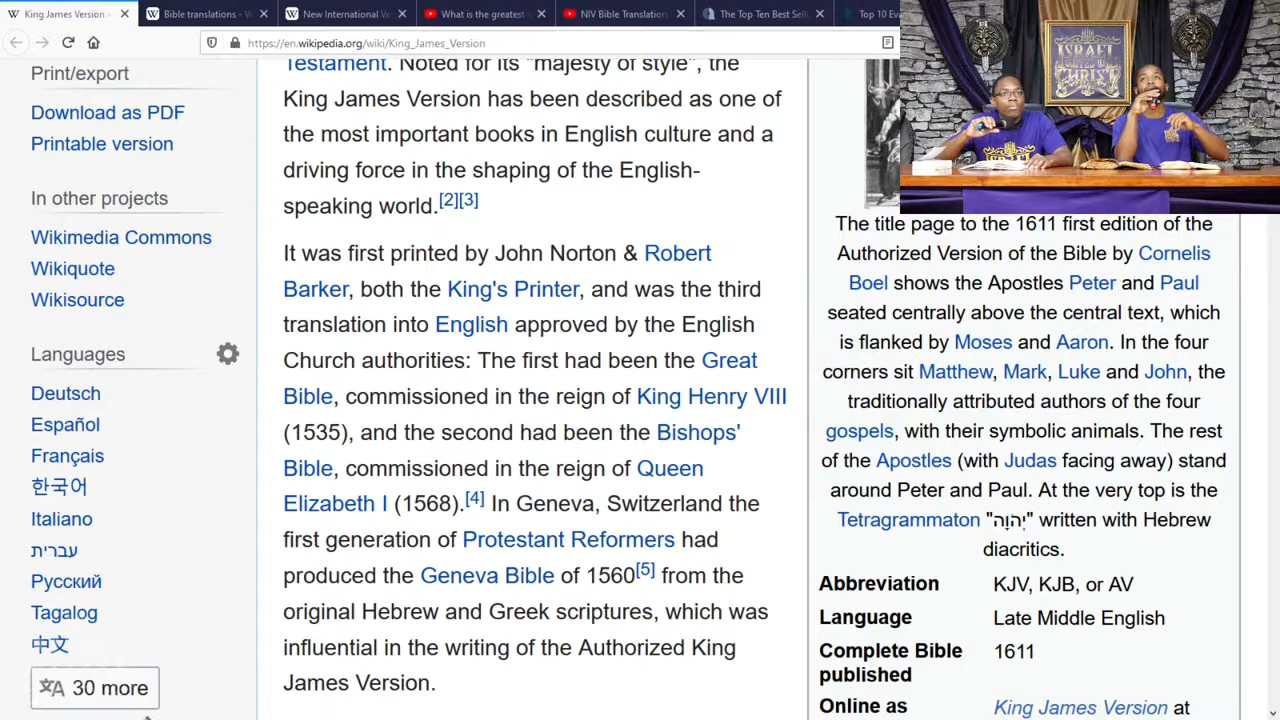 King James Version -
Bible translations - W
New International Ve
What is the greatest
NIV Bible Translation
The Top Ten Best Sell
Top 10 Eva
https://en.wikipedia.org/wiki/King_James_Version
ISRAEL
UNITED IN
CHRIST
ISRAEL
Print/export
Download as PDF
Printable version
In other projects
Wikimedia Commons
Wikiquote
Wikisource
Languages
Deutsch
Español
Français
한국어
Italiano
עברית
Русский
Tagalog
中文
30 more
Testament. Noted for its "majesty of style", the
King James Version has been described as one of
the most important books in English culture and a
driving force in the shaping of the English-
speaking world.[2][3]
It was first printed by John Norton & Robert
Barker, both the King's Printer, and was the third
translation into English approved by the English
Church authorities: The first had been the Great
Bible, commissioned in the reign of King Henry VIII
(1535), and the second had been the Bishops'
Bible, commissioned in the reign of Queen
Elizabeth I (1568).[4] In Geneva, Switzerland the
first generation of Protestant Reformers had
produced the Geneva Bible of 1560[5] from the
original Hebrew and Greek scriptures, which was
influential in the writing of the Authorized King
James Version.
The title page to the 1611 first edition of the
Authorized Version of the Bible by Cornelis
Boel shows the Apostles Peter and Paul
seated centrally above the central text, which
is flanked by Moses and Aaron. In the four
corners sit Matthew, Mark, Luke and John, the
traditionally attributed authors of the four
gospels, with their symbolic animals. The rest
of the Apostles (with Judas facing away) stand
around Peter and Paul. At the very top is the
Tetragrammaton "יְהֹוָה" written with Hebrew
diacritics.
Abbreviation KJV, KJB, or AV
Language Late Middle English
Complete Bible 1611
published
Online as King James Version at